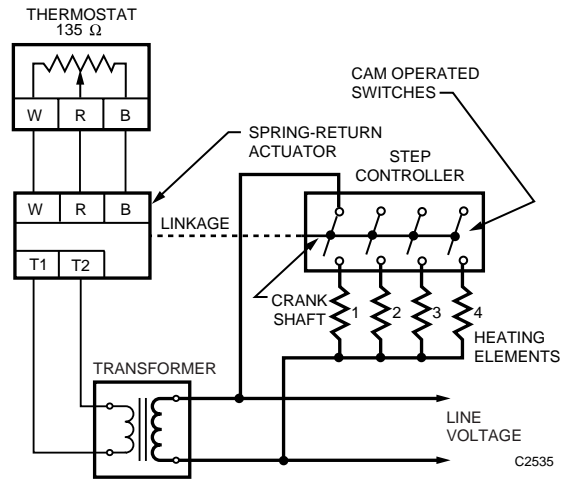 THERMOSTAT
135 Ω
W R B
CAM OPERATED
SWITCHES
SPRING-RETURN
ACTUATOR
STEP
CONTROLLER
W R B
LINKAGE
T1 T2
CRANK
SHAFT
1 2 3 4
HEATING
ELEMENTS
TRANSFORMER
LINE
VOLTAGE
C2535